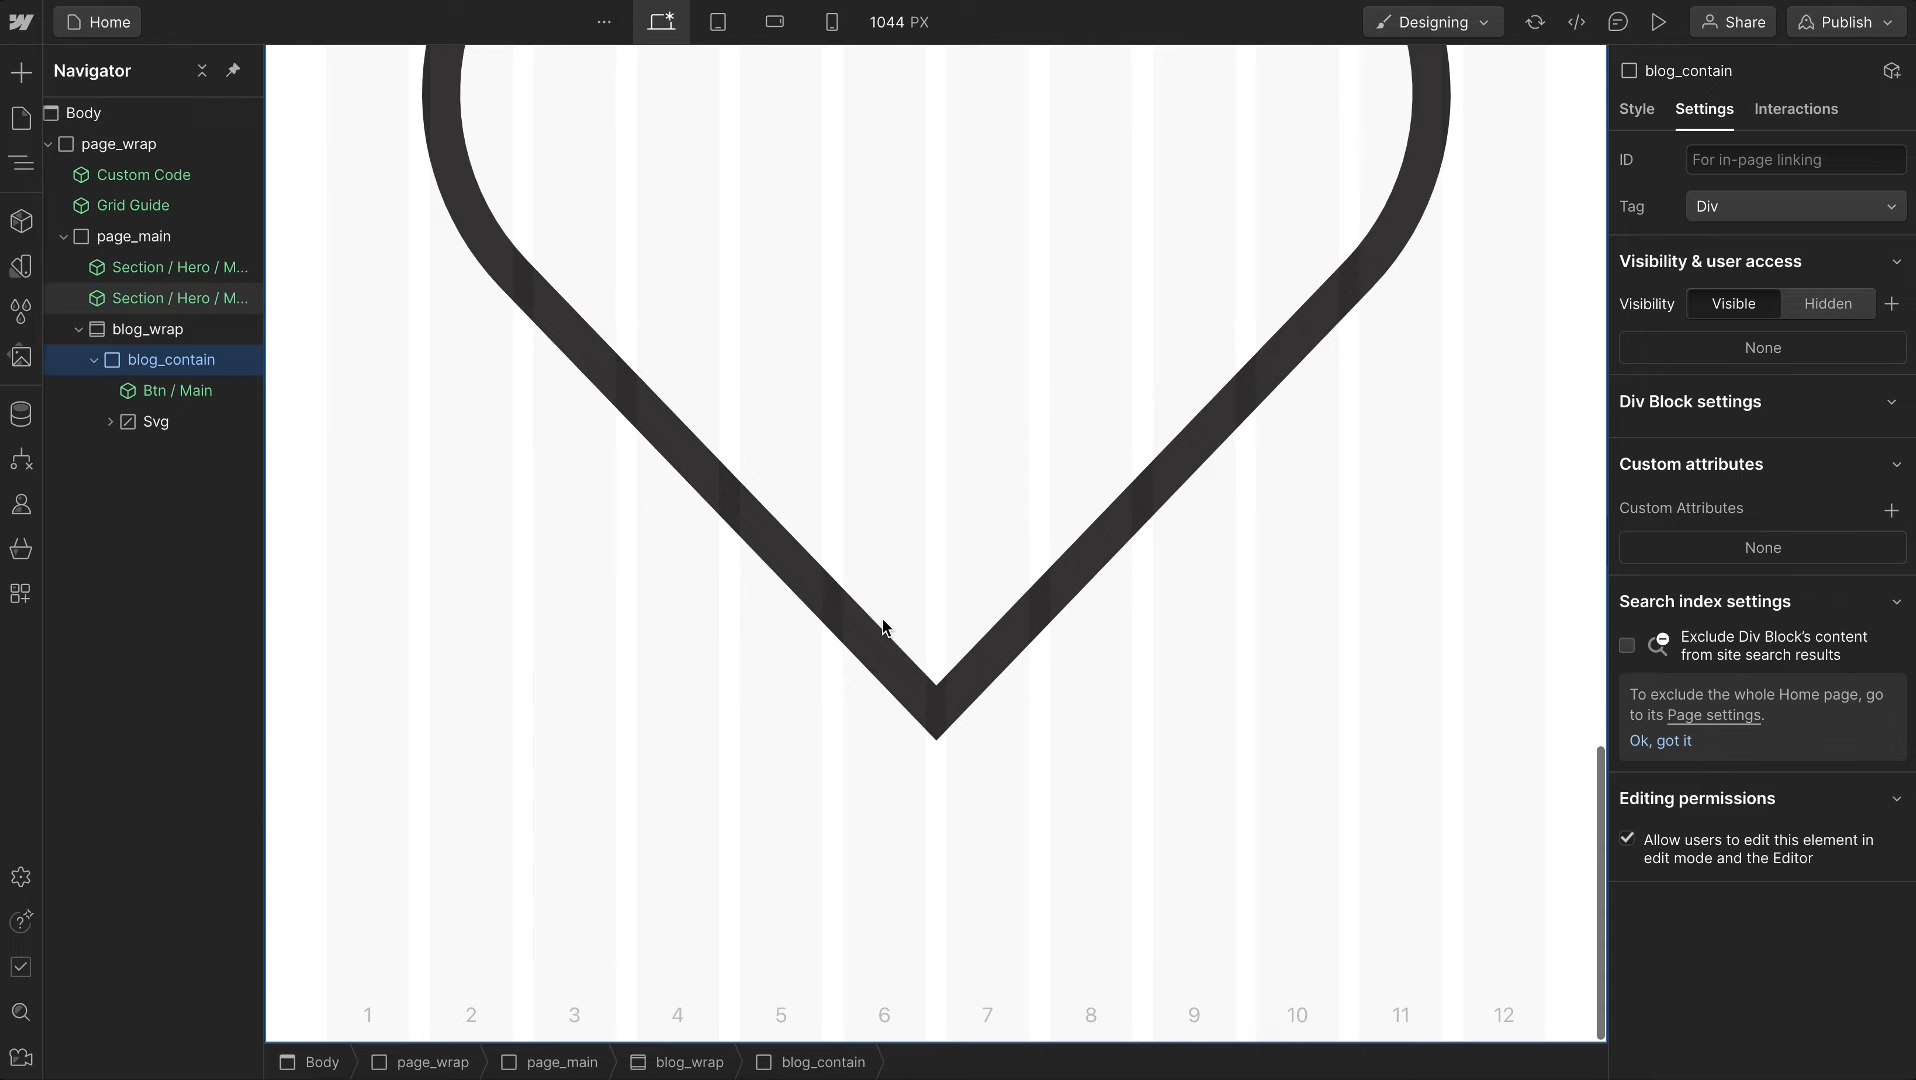 Home
1044 PX
Designing
Share
Publish
Navigator
Body
page_wrap
Custom Code
Grid Guide
page_main
Section / Hero / M...
Section / Hero / M...
blog_wrap
blog_contain
Btn / Main
Svg
1 2 3 4 5 6 7 8 9 10 11 12
Body page_wrap page_main blog_wrap blog_contain
blog_contain
Style Settings Interactions
ID For in-page linking
Tag Div
Visibility & user access
Visibility Visible Hidden
None
Div Block settings
Custom attributes
Custom Attributes
None
Search index settings
Exclude Div Block's content
from site search results
To exclude the whole Home page, go
to its Page settings.
Ok, got it
Editing permissions
Allow users to edit this element in
edit mode and the Editor